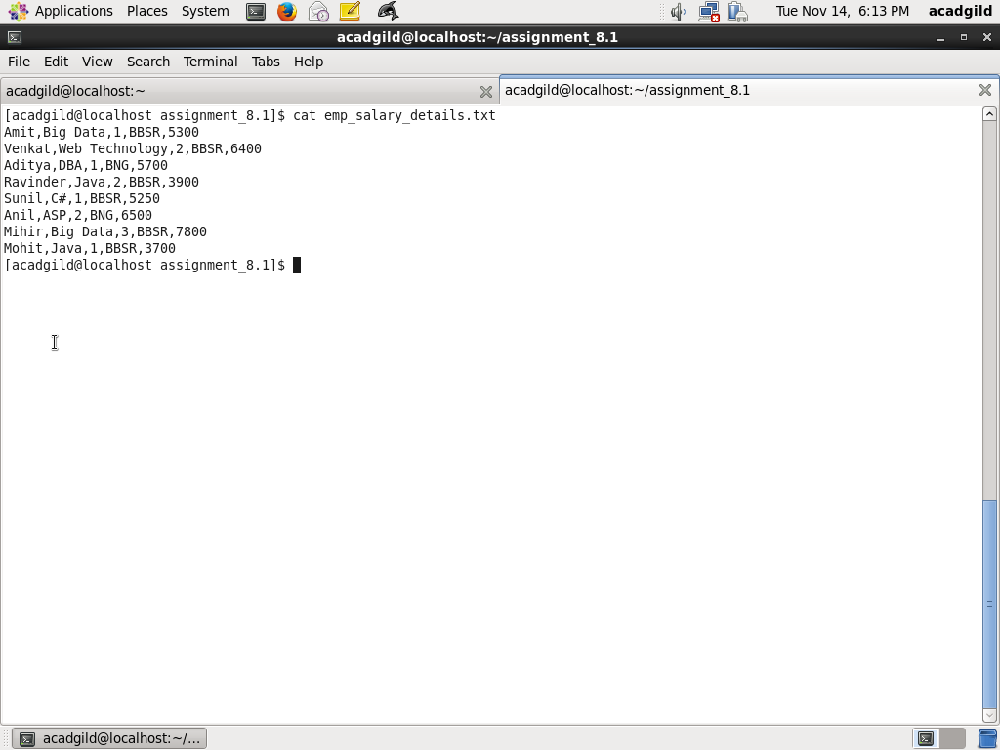 Applications Places System Tue Nov 14, 6:13 PM acadgild
acadgild@localhost:~/assignment_8.1
File Edit View Search Terminal Tabs Help
acadgild@localhost:~ acadgild@localhost:~/assignment_8.1
[acadgild@localhost assignment_8.1]$ cat emp_salary_details.txt
Amit,Big Data,1,BBSR,5300
Venkat,Web Technology,2,BBSR,6400
Aditya,DBA,1,BNG,5700
Ravinder,Java,2,BBSR,3900
Sunil,C#,1,BBSR,5250
Anil,ASP,2,BNG,6500
Mihir,Big Data,3,BBSR,7800
Mohit,Java,1,BBSR,3700
[acadgild@localhost assignment_8.1]$
acadgild@localhost:~/...